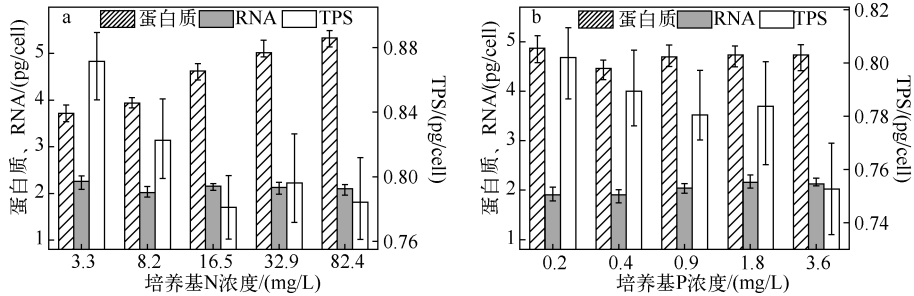 a
蛋白质 RNA TPS
蛋白质、RNA/(pg/cell)
5
4
3
2
1
0.88
0.84
0.80
0.76
TPS/(pg/cell)
3.3 8.2 16.5 32.9 82.4
培养基N浓度/(mg/L)
b
蛋白质 RNA TPS
蛋白质、RNA/(pg/cell)
5
4
3
2
1
0.82
0.80
0.78
0.76
0.74
TPS/(pg/cell)
0.2 0.4 0.9 1.8 3.6
培养基P浓度/(mg/L)